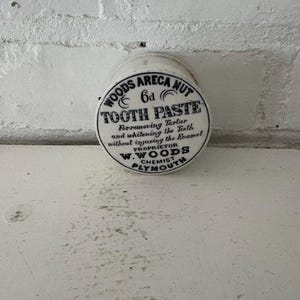 WOODS ARECA NUT
6d
TOOTH PASTE
For removing Tartar
and whitening the Teeth
without injuring the Enamel
PROPRIETOR
W. WOODS
CHEMIST
PLYMOUTH